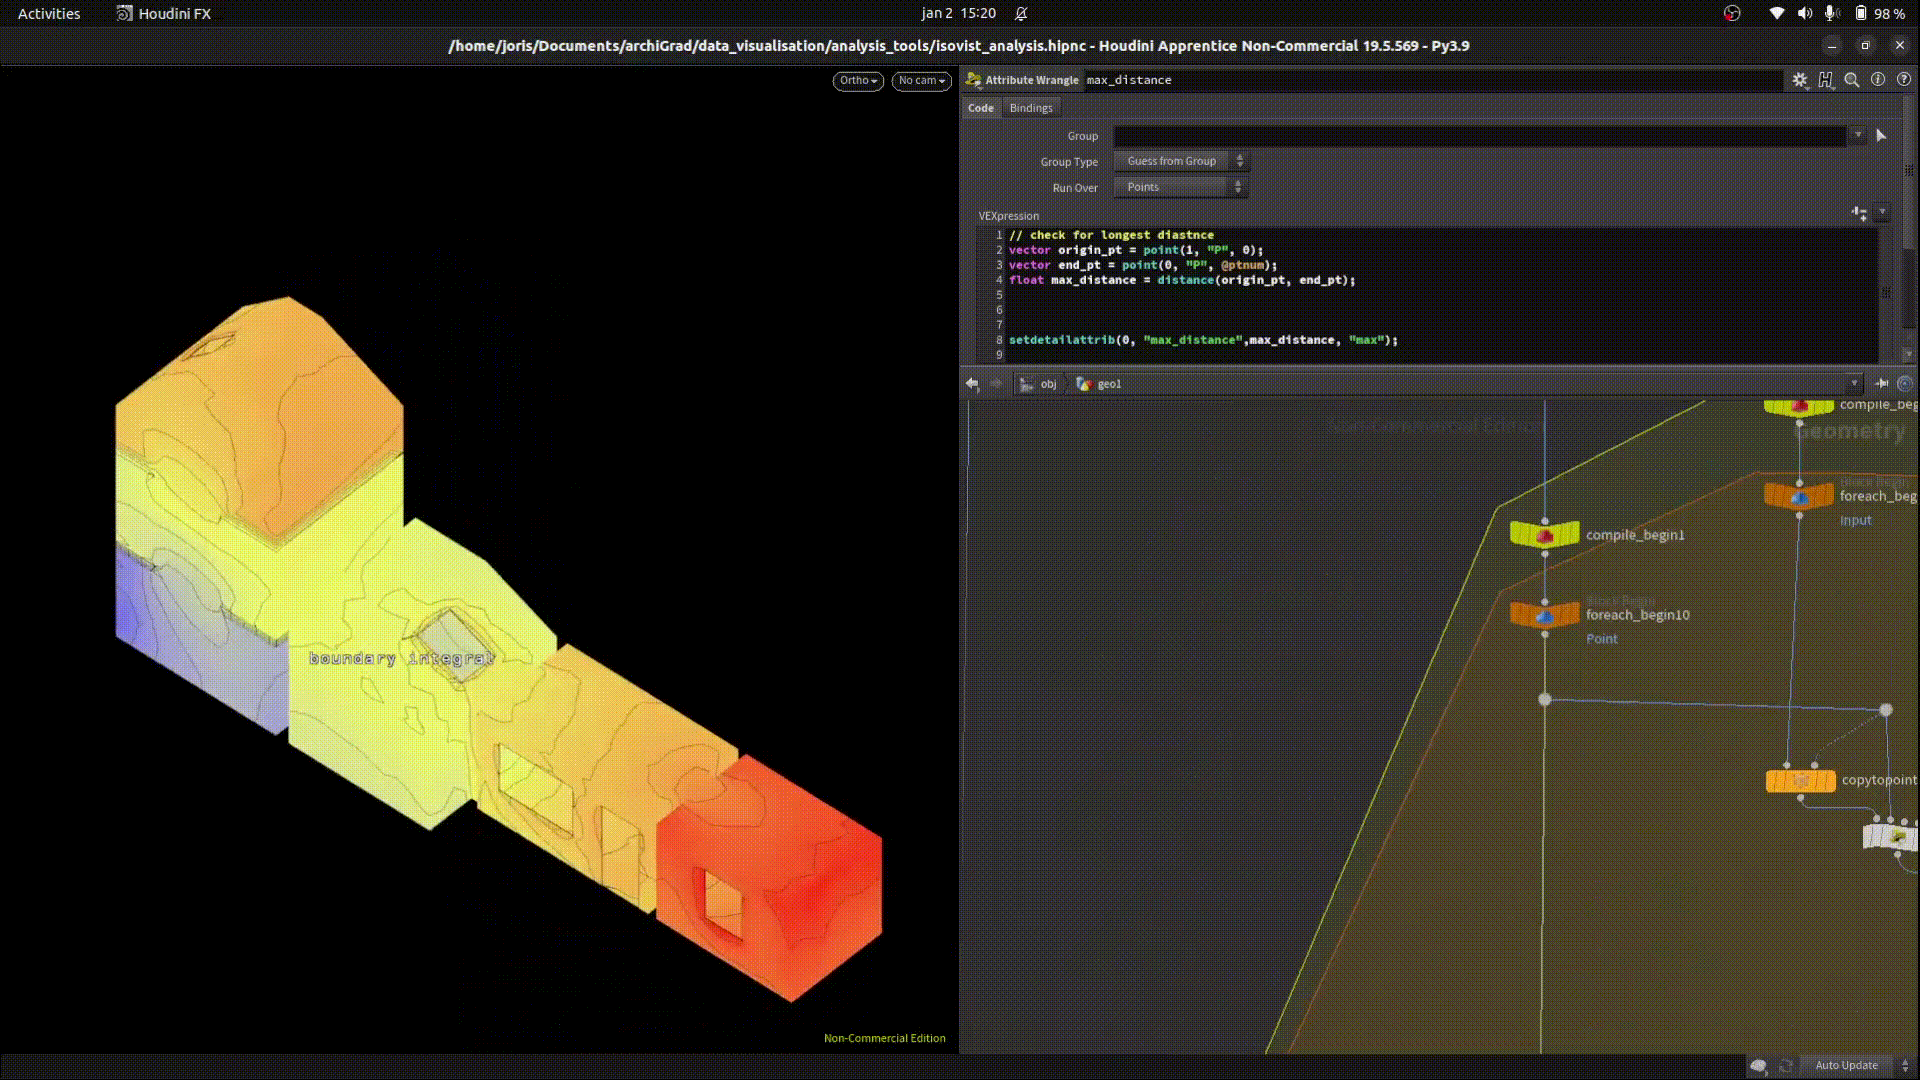 Activities
Houdini FX
jan 2 15:20
98 %
/home/joris/Documents/archiGrad/data_visualisation/analysis_tools/isovist_analysis.hipnc - Houdini Apprentice Non-Commercial 19.5.569 - Py3.9
Ortho
No cam
Attribute Wrangle max_distance
Code Bindings
Group
Group Type Guess from Group
Run Over Points
VEXpression
1 // check for longest diastnce
2 vector origin_pt = point(1, "P", 0);
3 vector end_pt = point(0, "P", @ptnum);
4 float max_distance = distance(origin_pt, end_pt);
5
6
7
8 setdetailattrib(0, "max_distance",max_distance, "max");
9
obj geo1
Non-Commercial Edition
compile_beg
Geometry
Block Begin
foreach_beg
Input
compile_begin1
Block Begin
foreach_begin10
Point
copytopoint
boundary integral
Non-Commercial Edition
Auto Update